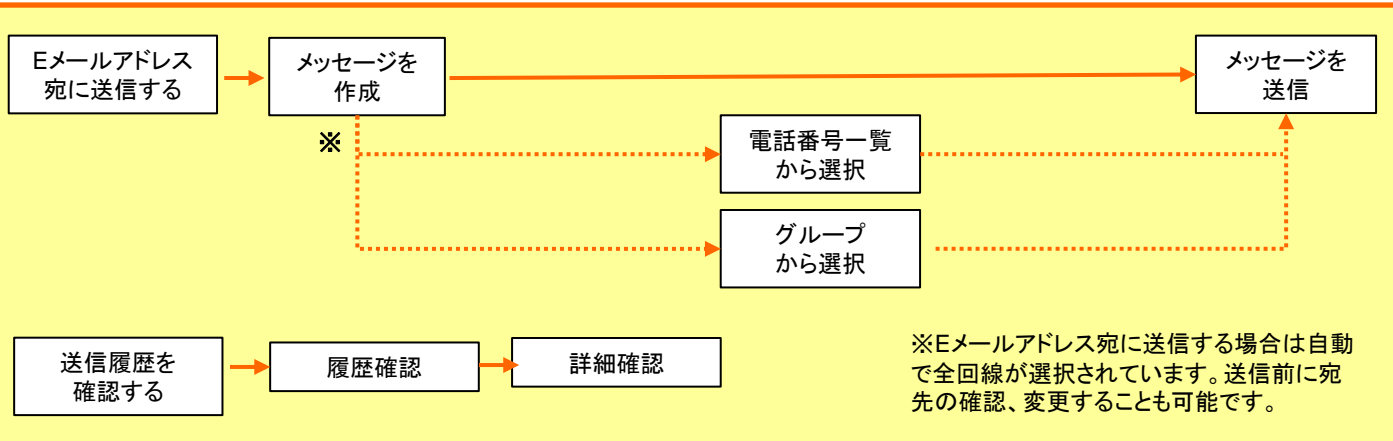 Eメールアドレス
宛に送信する
メッセージを
作成
メッセージを
送信
※
電話番号一覧
から選択
グループ
から選択
送信履歴を
確認する
履歴確認
詳細確認
※Eメールアドレス宛に送信する場合は自動
で全回線が選択されています。送信前に宛
先の確認、変更することも可能です。